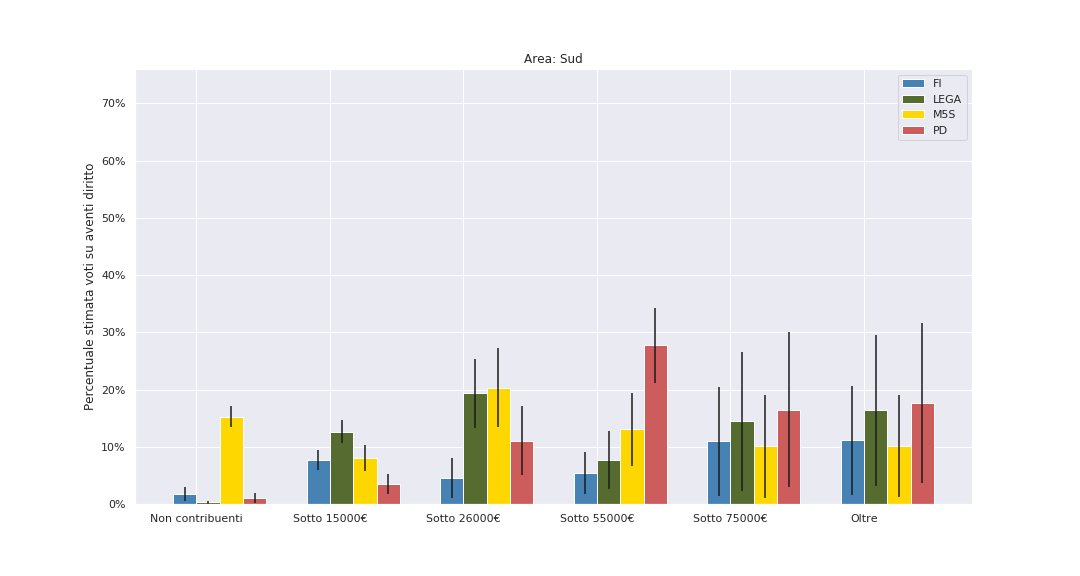 Area: Sud
FI
LEGA
M5S
PD
Percentuale stimata voti su aventi diritto
70%
60%
50%
40%
30%
20%
10%
0%
Non contribuenti
Sotto 15000€
Sotto 26000€
Sotto 55000€
Sotto 75000€
Oltre